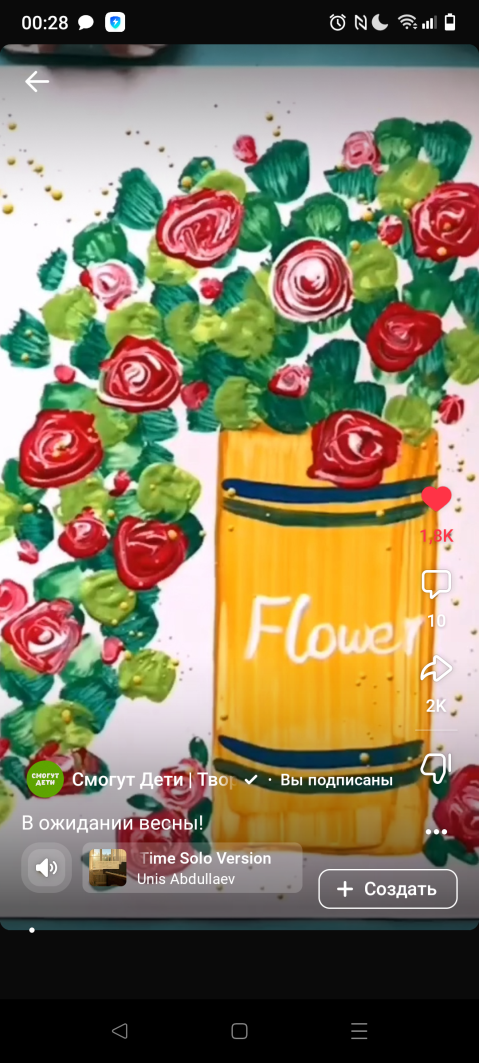 00:28
Flower
1,8K
10
2K
СМОГУТ
ДЕТИ
Смогут Дети | Твор
· Вы подписаны
В ожидании весны!
Time Solo Version
Unis Abdullaev
+ Создать